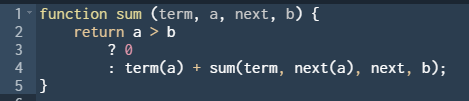 1 function sum (term, a, next, b) {
2     return a > b
3         ? 0
4         : term(a) + sum(term, next(a), next, b);
5 }